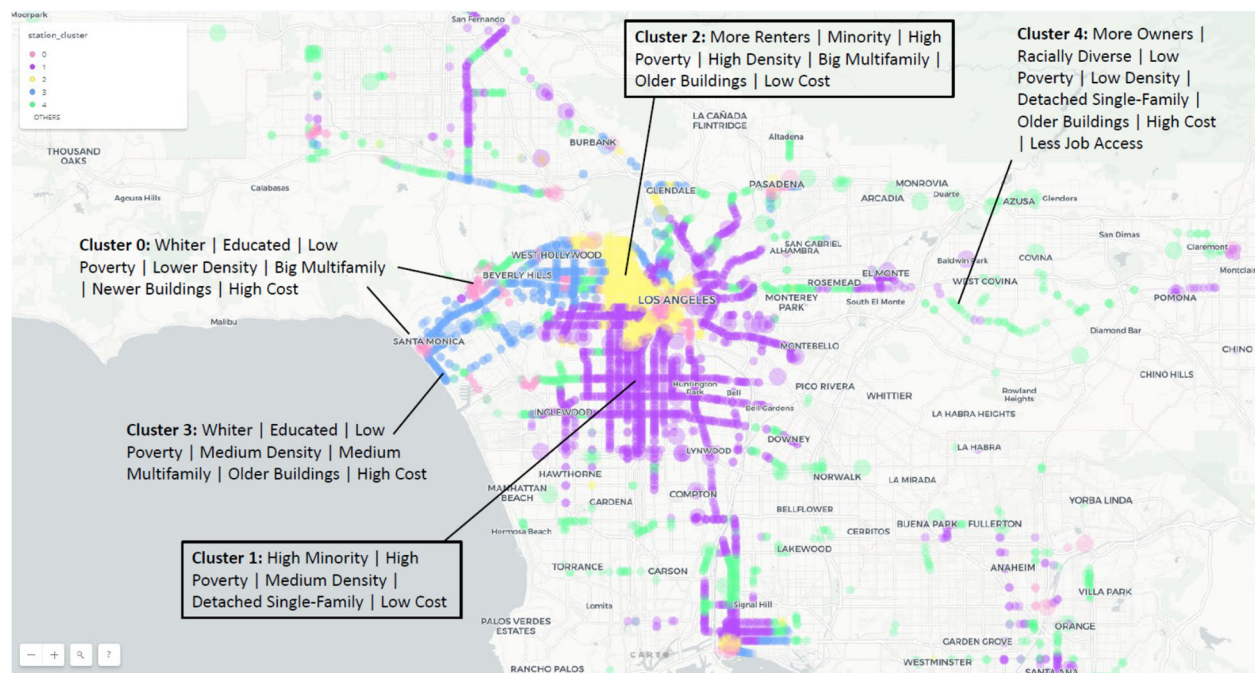 Moorpark
station_cluster
0
1
2
3
4
OTHERS
San Fernando
Cluster 2: More Renters | Minority | High
Poverty | High Density | Big Multifamily |
Older Buildings | Low Cost
Cluster 4: More Owners |
Racially Diverse | Low
Poverty | Low Density |
Detached Single-Family |
Older Buildings | High Cost
| Less Job Access
THOUSAND
OAKS
Agoura Hills
Calabasas
BURBANK
LA CAÑADA
FLINTRIDGE
Altadena
GLENDALE
PASADENA
MONROVIA
ARCADIA
Duarte
AZUSA
Glendora
San Dimas
Claremont
Montclair
Cluster 0: Whiter | Educated | Low
Poverty | Lower Density | Big Multifamily
| Newer Buildings | High Cost
WEST HOLLYWOOD
BEVERLY HILLS
LOS ANGELES
SAN GABRIEL
ALHAMBRA
ROSEMEAD
EL MONTE
Baldwin Park
COVINA
WEST COVINA
MONTEREY
PARK
South El Monte
POMONA
Malibu
SANTA MONICA
MONTEBELLO
Diamond Bar
CHINO
CHINO HILLS
Huntington
Park
Bell
PICO RIVERA
WHITTIER
Rowland
Heights
Bell Gardens
LA HABRA HEIGHTS
INGLEWOOD
DOWNEY
LA HABRA
Cluster 3: Whiter | Educated | Low
Poverty | Medium Density | Medium
Multifamily | Older Buildings | High Cost
LYNWOOD
HAWTHORNE
NORWALK
LA MIRADA
MANHATTAN
BEACH
GARDENA
COMPTON
BELLFLOWER
YORBA LINDA
Hermosa Beach
CERRITOS
BUENA PARK
FULLERTON
Cluster 1: High Minority | High
Poverty | Medium Density |
Detached Single-Family | Low Cost
LAKEWOOD
TORRANCE
CARSON
ANAHEIM
VILLA PARK
Lomita
Signal Hill
PALOS VERDES
ESTATES
ORANGE
GARDEN GROVE
CARTO
RANCHO PALOS
WESTMINSTER
SANTA ANA
?